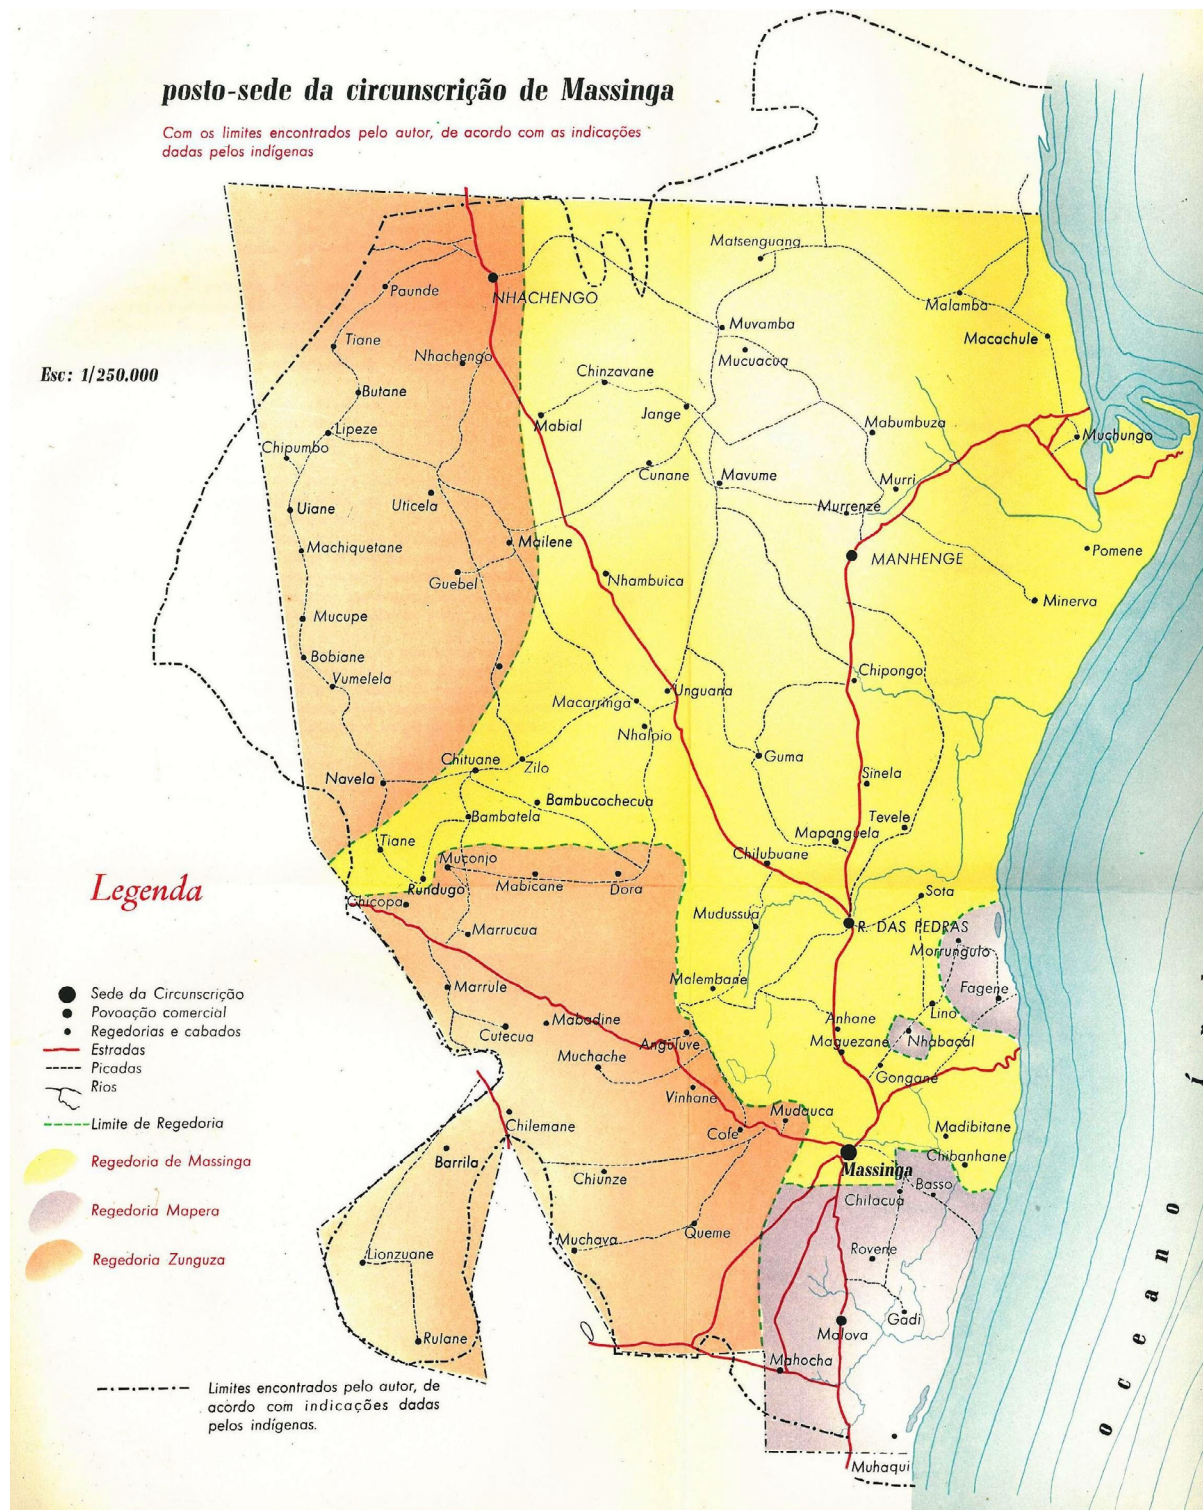 posto-sede da circunscrição de Massinga
Com os limites encontrados pelo autor, de acordo com as indicações
dadas pelos indígenas
Esc: 1/250.000
Matsenguang
Paunde
NHACHENGO
Malamba
Muvamba
Macachule
Tiane
Nhachengo
Mucuacua
Chinzavane
Butane
Jange
Mabial
Mabumbuza
Lipeze
Muchungo
Chipumbo
Cunane
Mavume
Murri
Uiane
Uticela
Murrenze
Machiquetane
Mailene
MANHENGE
Pomene
Guebel
Nhambuica
Minerva
Mucupe
Bobiane
Vumelela
Chipongo
Unguana
Macarringa
Nhalpio
Guma
Chituane
Zilo
Navela
Sinela
Bambucochecua
Bambatela
Tevele
Mapanguela
Tiane
Muconjo
Chilubuane
Rundugo
Mabicane
Dora
Sota
Chicopa
Mudussua
R. DAS PEDRAS
Marrucua
Morrungulo
Marrule
Malembane
Fagene
Lino
Mabadine
Anhane
Cutecua
Anguluve
Maguezane
Nhabaçal
Muchache
Gongane
Vinhane
Mudauca
Chilemane
Cofe
Madibitane
Barrila
Massinga
Chibanhane
Chiunze
Chilacua
Basso
Queme
Muchava
Rovene
Lionzuane
Gadi
Rulane
Malova
Mahocha
Muhaqui
oceano
Í
Legenda
Sede da Circunscrição
Povoação comercial
Regedorias e cabados
Estradas
Picadas
Rios
Limite de Regedoria
Regedoria de Massinga
Regedoria Mapera
Regedoria Zunguza
Limites encontrados pelo autor, de
acordo com indicações dadas
pelos indígenas.